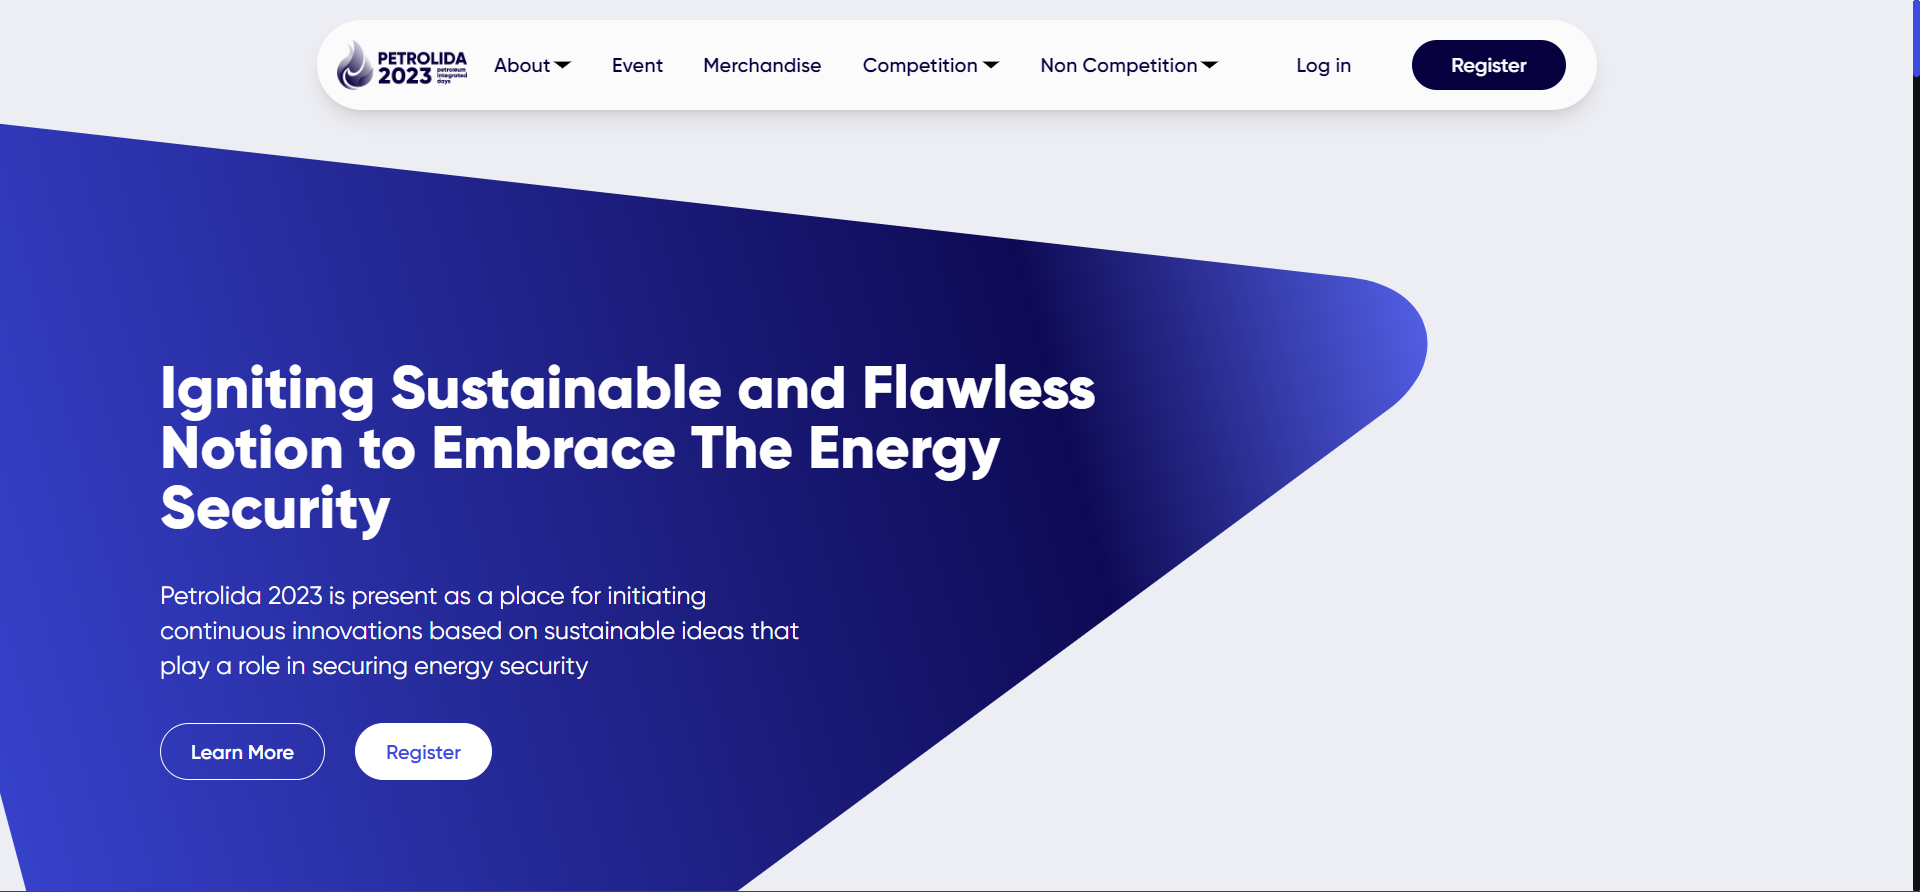 PETROLIDA
2023 petroleum integrated days
About
Event
Merchandise
Competition
Non Competition
Log in
Register
Igniting Sustainable and Flawless
Notion to Embrace The Energy
Security
Petrolida 2023 is present as a place for initiating
continuous innovations based on sustainable ideas that
play a role in securing energy security
Learn More
Register